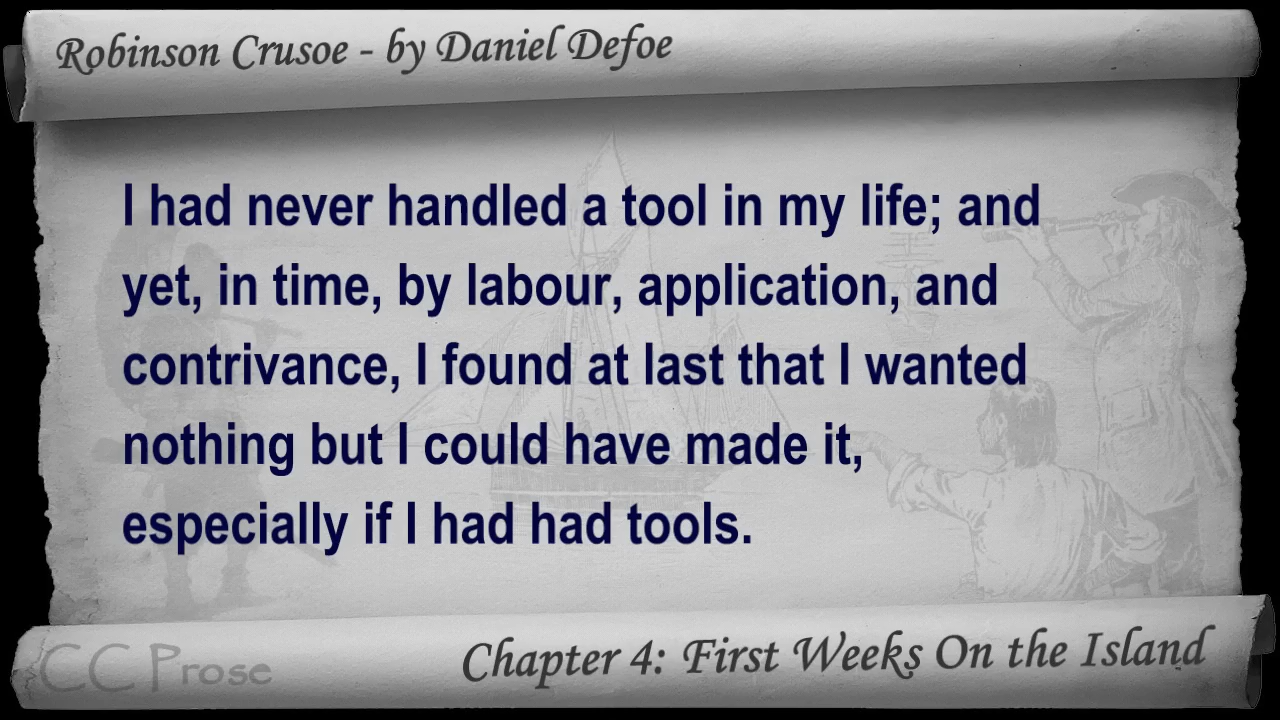 Robinson Crusoe - by Daniel Defoe
I had never handled a tool in my life; and
yet, in time, by labour, application, and
contrivance, I found at last that I wanted
nothing but I could have made it,
especially if I had had tools.
CC Prose
Chapter 4: First Weeks On the Island